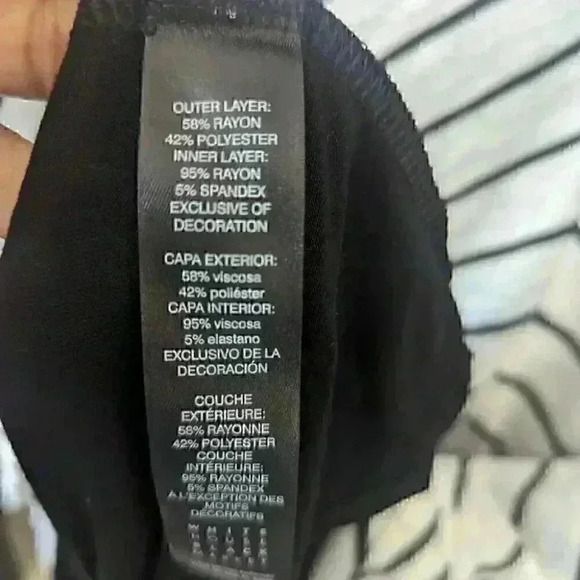 OUTER LAYER:
58% RAYON
42% POLYESTER
INNER LAYER:
95% RAYON
5% SPANDEX
EXCLUSIVE OF
DECORATION
CAPA EXTERIOR:
58% viscosa
42% poliéster
CAPA INTERIOR:
95% viscosa
5% elastano
EXCLUSIVO DE LA
DECORACIÓN
COUCHE
EXTÉRIEURE:
58% RAYONNE
42% POLYESTER
COUCHE
INTÉRIEURE:
95% RAYONNE
5% SPANDEX
À L'EXCEPTION DES
MOTIFS
DÉCORATIFS